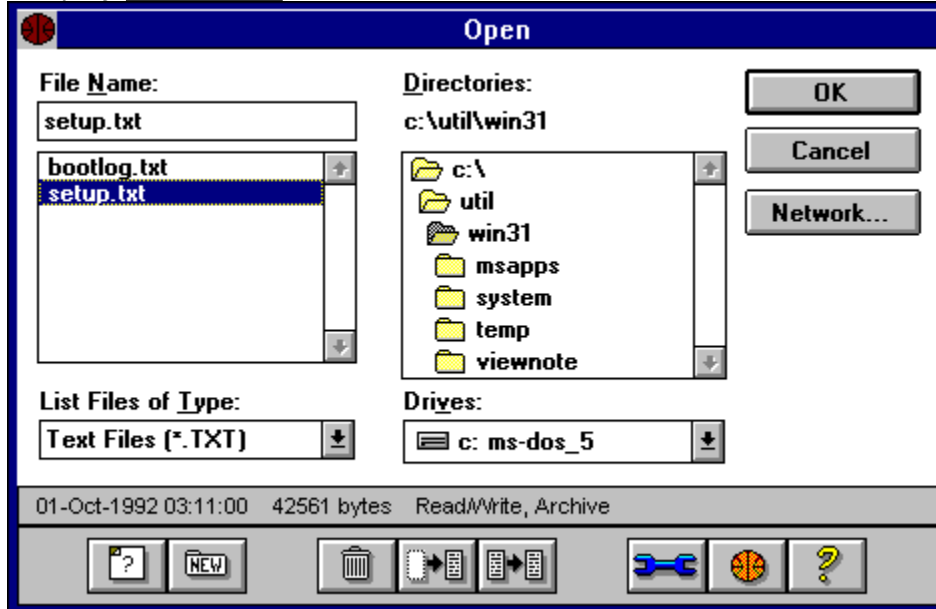 Open
File Name:
setup.txt
bootlog.txt
setup.txt
List Files of Type:
Text Files (*.TXT)
Directories:
c:\util\win31
c:\
util
win31
msapps
system
temp
viewnote
Drives:
c: ms-dos_5
OK
Cancel
Network...
01-Oct-1992 03:11:00 42561 bytes Read/Write, Archive
?
NEW
?